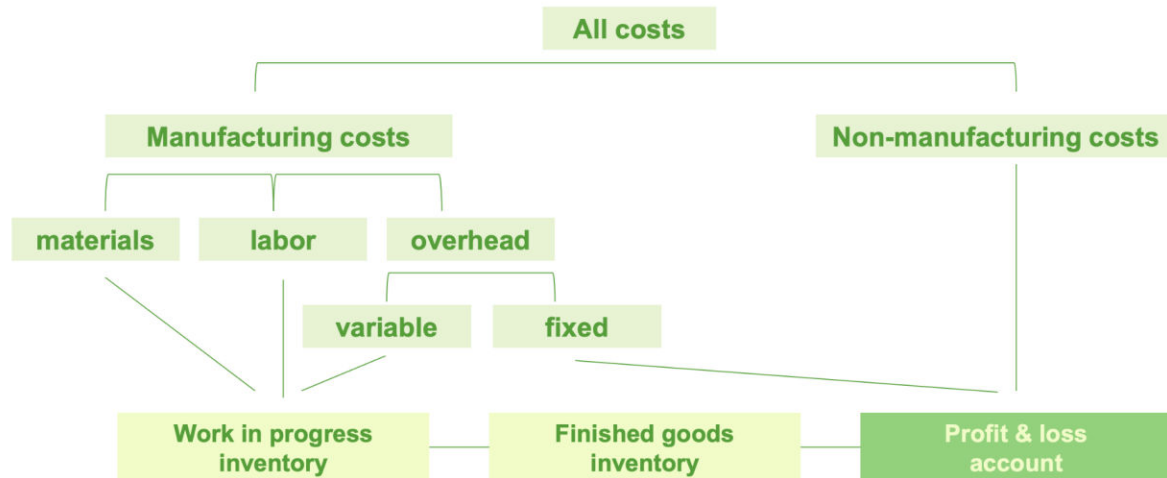 All costs
Manufacturing costs
Non-manufacturing costs
materials
labor
overhead
variable
fixed
Work in progress
inventory
Finished goods
inventory
Profit & loss
account